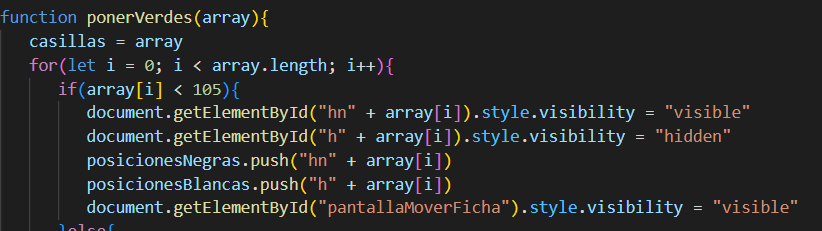 function ponerVerdes(array){
casillas = array
for(let i = 0; i < array.length; i++){
if(array[i] < 105){
document.getElementById("hn" + array[i]).style.visibility = "visible"
document.getElementById("h" + array[i]).style.visibility = "hidden"
posicionesNegras.push("hn" + array[i])
posicionesBlancas.push("h" + array[i])
document.getElementById("pantallaMoverFicha").style.visibility = "visible"
}else{